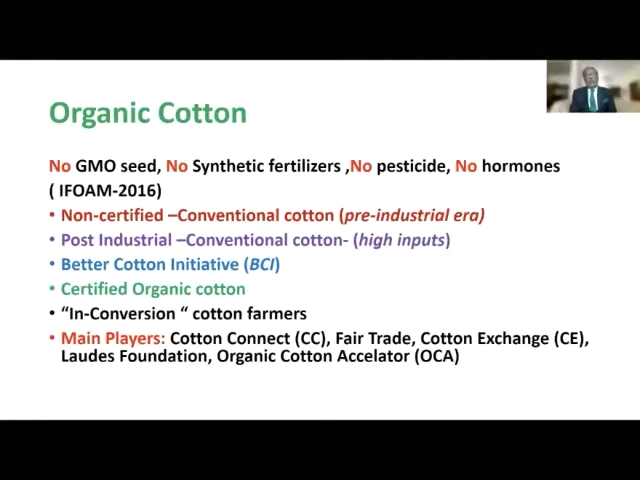 Organic Cotton
No GMO seed, No Synthetic fertilizers ,No pesticide, No hormones
( IFOAM-2016)
• Non-certified –Conventional cotton (pre-industrial era)
• Post Industrial –Conventional cotton- (high inputs)
• Better Cotton Initiative (BCI)
• Certified Organic cotton
• “In-Conversion “ cotton farmers
• Main Players: Cotton Connect (CC), Fair Trade, Cotton Exchange (CE),
Laudes Foundation, Organic Cotton Accelator (OCA)